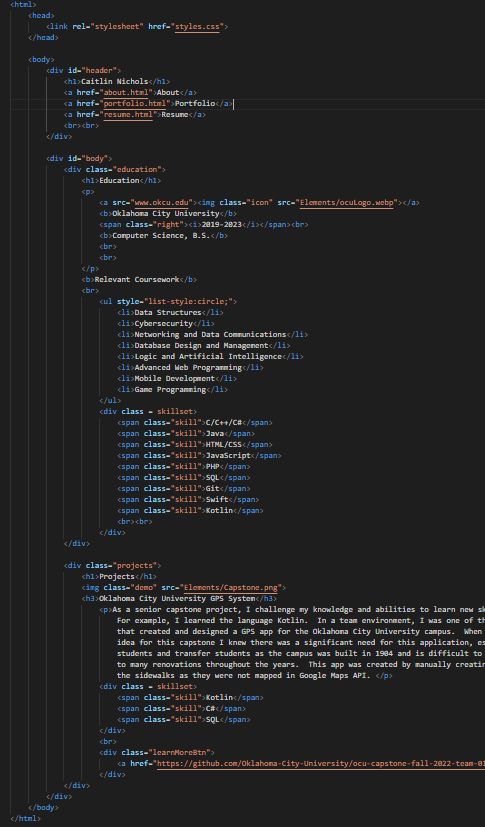 <html>
<head>
<link rel="stylesheet" href="styles.css">
</head>
<body>
<div id="header">
<h1>Caitlin Nichols</h1>
<a href="about.html">About</a>
<a href="portfolio.html">Portfolio</a>
<a href="resume.html">Resume</a>
<br><br>
</div>
<div id="body">
<div class="education">
<h1>Education</h1>
<p>
<a src="www.okcu.edu"><img class="icon" src="Elements/ocuLogo.webp"></a>
<b>Oklahoma City University</b>
<span class="right"><i>2019-2023</i></span><br>
<b>Computer Science, B.S.</b>
<br>
<br>
</p>
<b>Relevant Coursework</b>
<br>
<ul style="list-style:circle;">
<li>Data Structures</li>
<li>Cybersecurity</li>
<li>Networking and Data Communications</li>
<li>Database Design and Management</li>
<li>Logic and Artificial Intelligence</li>
<li>Advanced Web Programming</li>
<li>Mobile Development</li>
<li>Game Programming</li>
</ul>
<div class = skillset>
<span class="skill">C/C++/C#</span>
<span class="skill">Java</span>
<span class="skill">HTML/CSS</span>
<span class="skill">JavaScript</span>
<span class="skill">PHP</span>
<span class="skill">SQL</span>
<span class="skill">Git</span>
<span class="skill">Swift</span>
<span class="skill">Kotlin</span>
<br><br>
</div>
</div>
<div class="projects">
<h1>Projects</h1>
<img class="demo" src="Elements/Capstone.png">
<h3>Oklahoma City University GPS System</h3>
<p>As a senior capstone project, I challenge my knowledge and abilities to learn new sk
For example, I learned the language Kotlin. In a team environment, I was one of th
that created and designed a GPS app for the Oklahoma City University campus. When
idea for this capstone I knew there was a significant need for this application, es
students and transfer students as the campus was built in 1904 and is difficult to
to many renovations throughout the years. This app was created by manually creatin
the sidewalks as they were not mapped in Google Maps API. </p>
<div class = skillset>
<span class="skill">Kotlin</span>
<span class="skill">C#</span>
<span class="skill">SQL</span>
</div>
<br>
<div class="learnMoreBtn">
<a href="https://github.com/Oklahoma-City-University/ocu-capstone-fall-2022-team-01
</div>
</div>
</div>
</body>
</html>